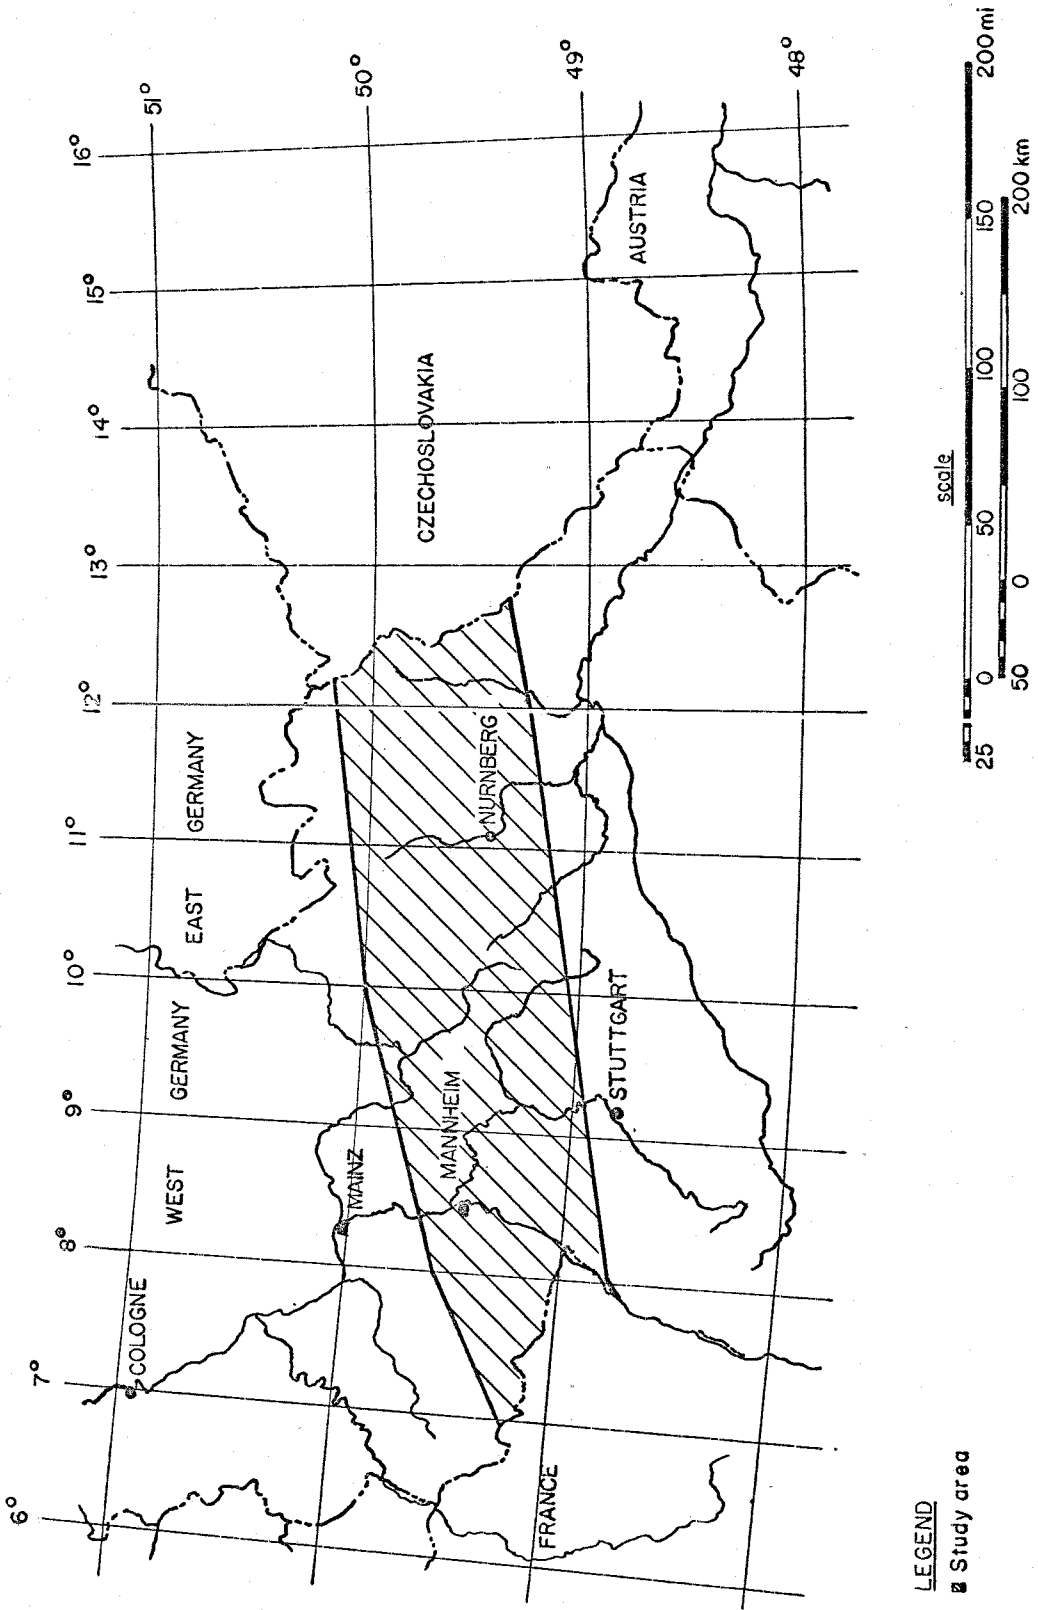 6°
7°
8°
9°
10°
11°
12°
13°
14°
15°
16°
51°
50°
49°
48°
COLOGNE
WEST GERMANY
EAST GERMANY
MAINZ
MANNHEIM
NURNBERG
CZECHOSLOVAKIA
AUSTRIA
FRANCE
STUTTGART
LEGEND
Study area
scale
25 0 50 100 150 200 mi
50 0 100 200 km